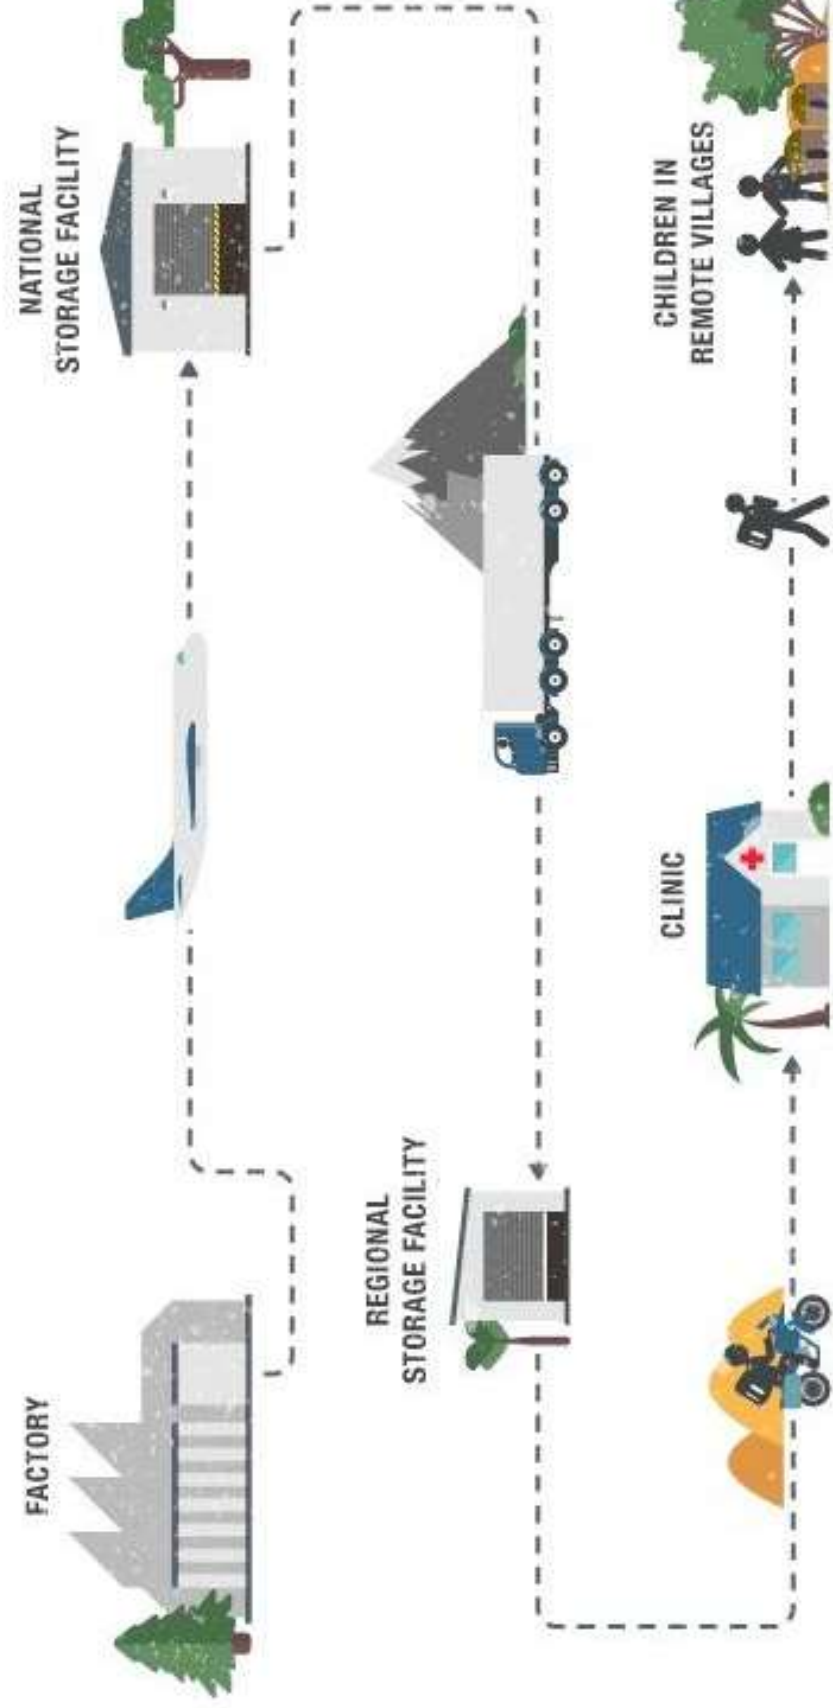 FACTORY
NATIONAL
STORAGE FACILITY
REGIONAL
STORAGE FACILITY
CLINIC
CHILDREN IN
REMOTE VILLAGES